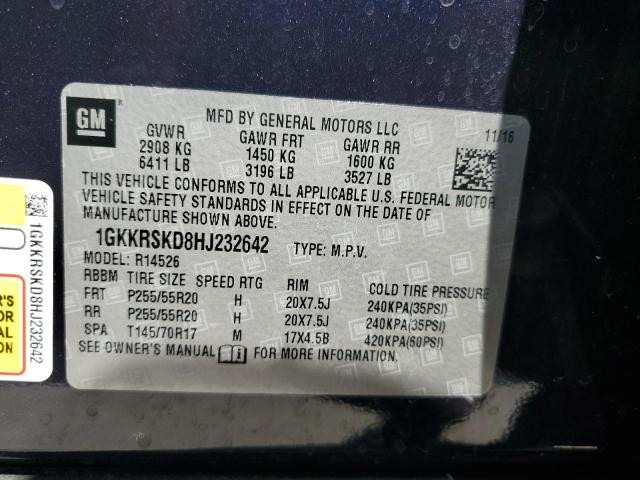 GM
MFD BY GENERAL MOTORS LLC
GVWR GAWR FRT GAWR RR 11/16
2908 KG 1450 KG 1600 KG
6411 LB 3196 LB 3527 LB
THIS VEHICLE CONFORMS TO ALL APPLICABLE U.S. FEDERAL MOTOR
VEHICLE SAFETY STANDARDS IN EFFECT ON THE DATE OF
MANUFACTURE SHOWN ABOVE.
1GKKRSKD8HJ232642 TYPE: M.P.V.
MODEL: R14526
RBBM TIRE SIZE SPEED RTG RIM COLD TIRE PRESSURE
FRT P255/55R20 H 20X7.5J 240KPA(35PSI)
RR P255/55R20 H 20X7.5J 240KPA(35PSI)
SPA T145/70R17 M 17X4.5B 420KPA(60PSI)
SEE OWNER'S MANUAL FOR MORE INFORMATION.
1GKKRSKD8HJ232642
R'S
FOR
AL
ON